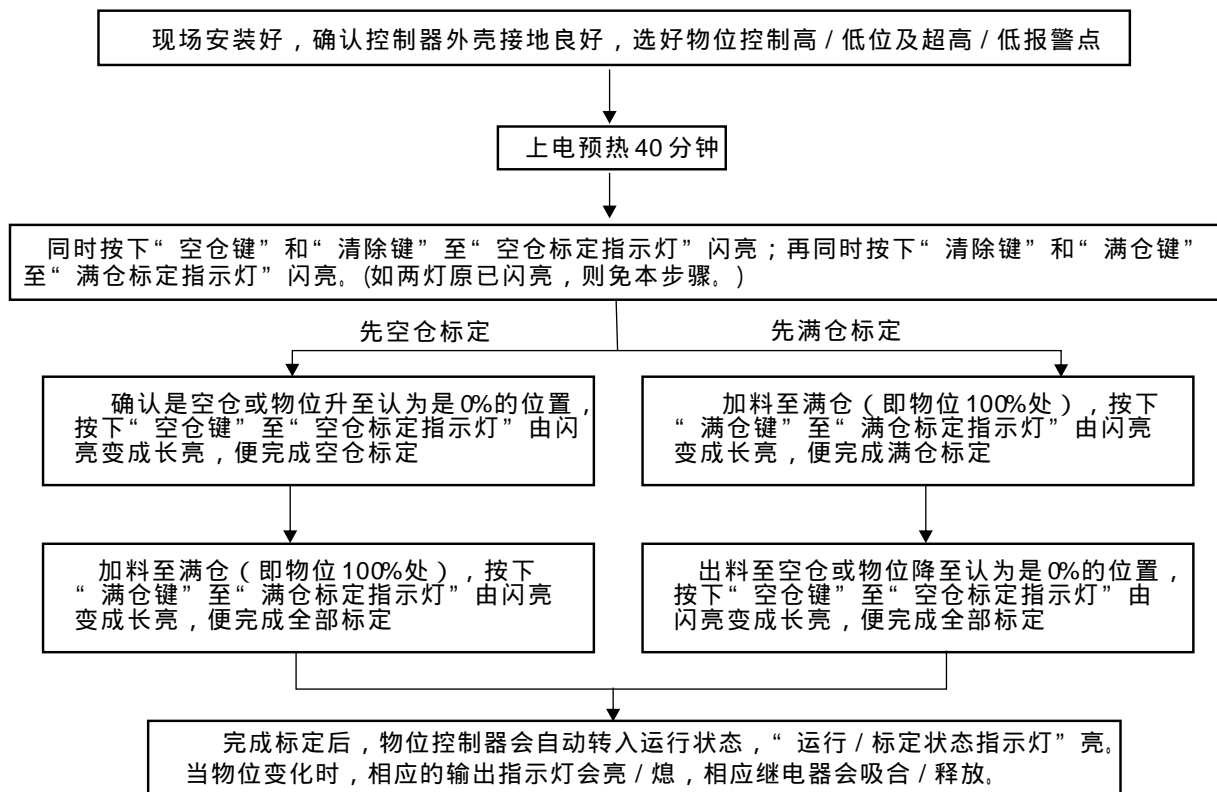 现场安装好，确认控制器外壳接地良好，选好物位控制高/低位及超高/低报警点
上电预热40分钟
同时按下“空仓键”和“清除键”至“空仓标定指示灯”闪亮；再同时按下“清除键”和“满仓键”
至“满仓标定指示灯”闪亮。(如两灯原已闪亮，则免本步骤。)
先空仓标定
先满仓标定
确认是空仓或物位升至认为是0%的位置，
按下“空仓键”至“空仓标定指示灯”由闪
亮变成长亮，便完成空仓标定
加料至满仓（即物位100%处），按下
“满仓键”至“满仓标定指示灯”由闪亮
变成长亮，便完成满仓标定
加料至满仓（即物位100%处），按下
“满仓键”至“满仓标定指示灯”由闪亮
变成长亮，便完成全部标定
出料至空仓或物位降至认为是0%的位置，
按下“空仓键”至“空仓标定指示灯”由
闪亮变成长亮，便完成全部标定
完成标定后，物位控制器会自动转入运行状态，“运行/标定状态指示灯”亮。
当物位变化时，相应的输出指示灯会亮/熄，相应继电器会吸合/释放。